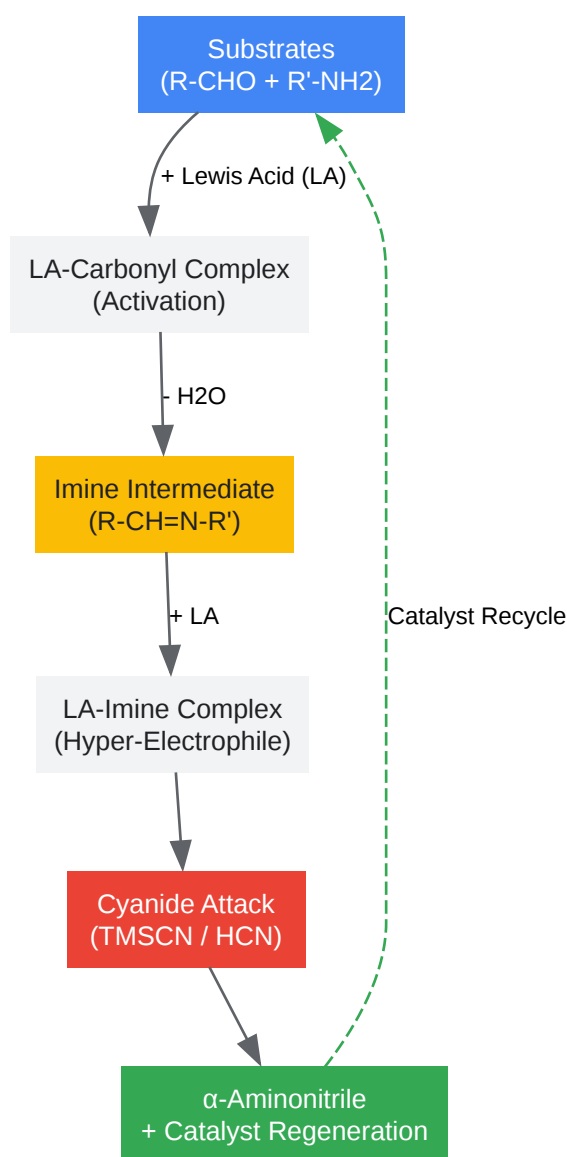 Substrates
(R-CHO + R'-NH2)
+ Lewis Acid (LA)
LA-Carbonyl Complex
(Activation)
- H2O
Imine Intermediate
(R-CH=N-R')
+ LA
Catalyst Recycle
LA-Imine Complex
(Hyper-Electrophile)
Cyanide Attack
(TMSCN / HCN)
α-Aminonitrile
+ Catalyst Regeneration